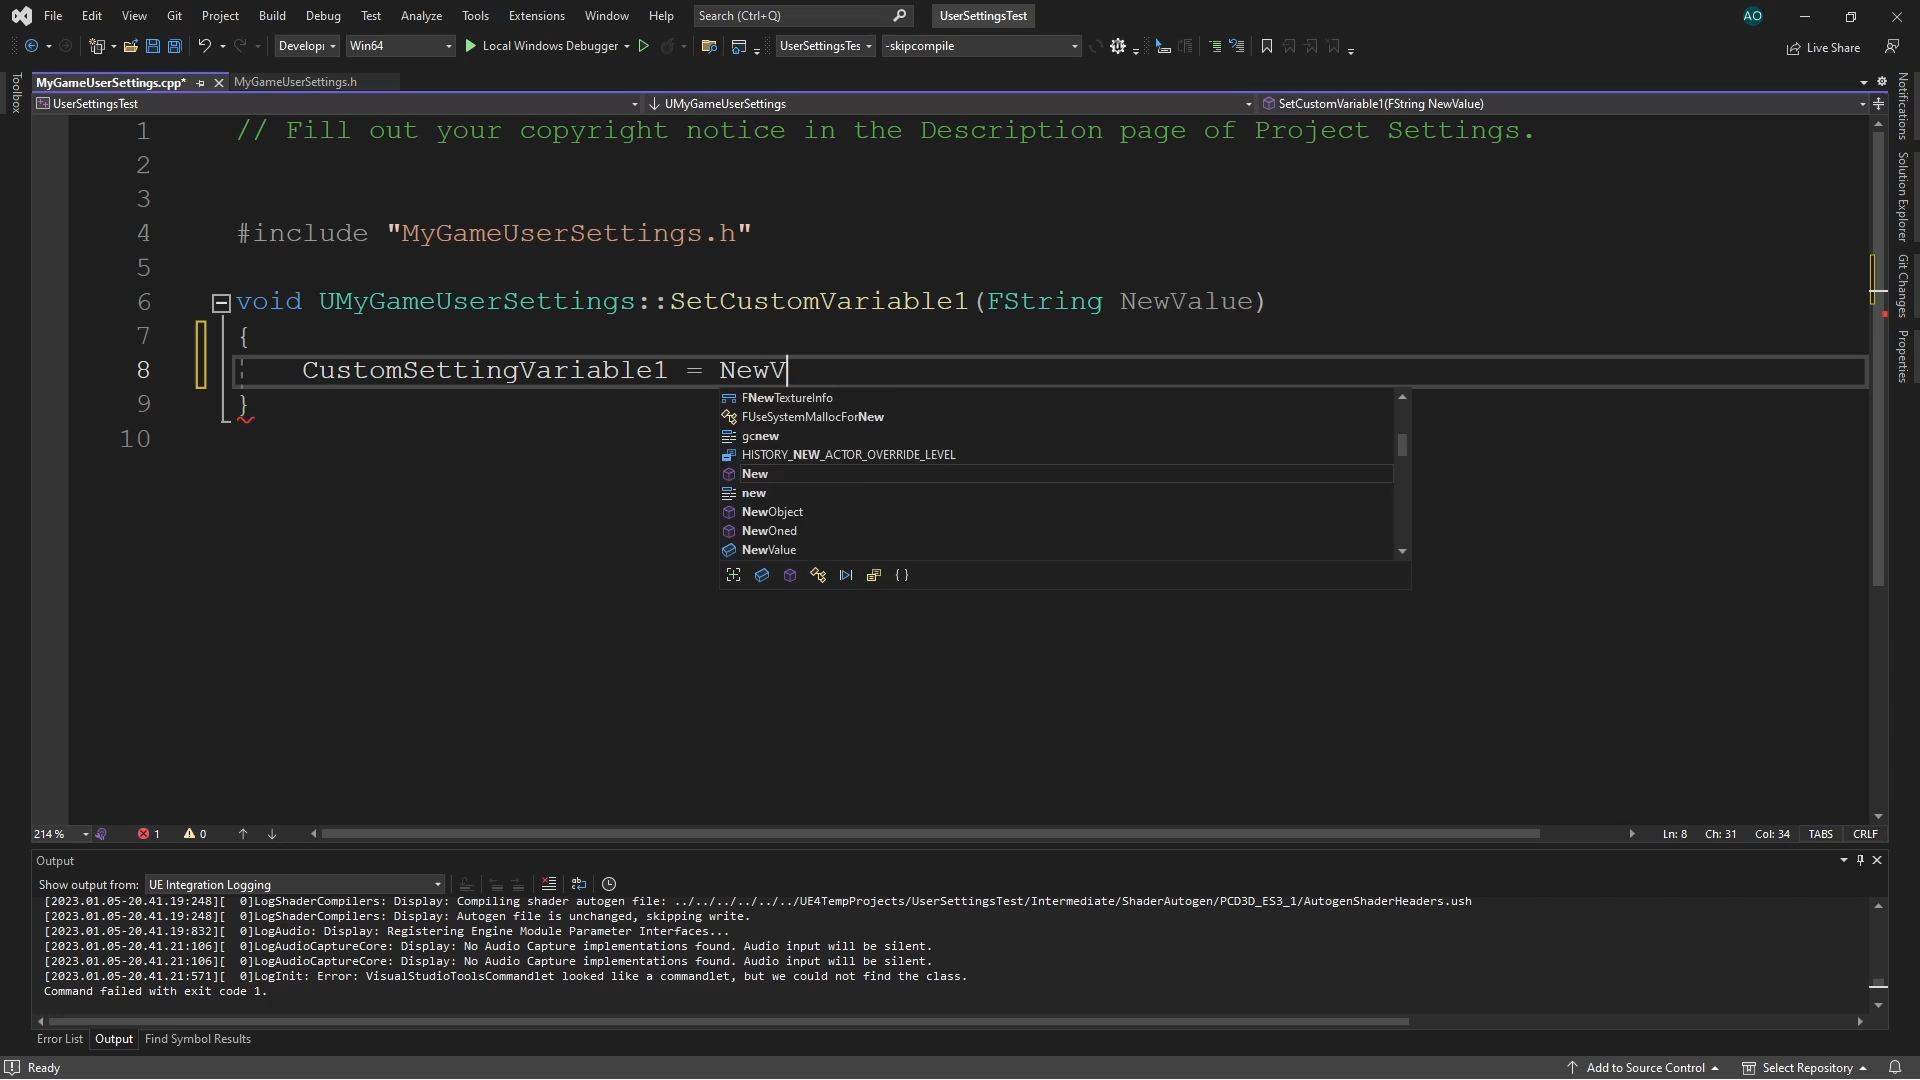 File Edit View Git Project Build Debug Test Analyze Tools Extensions Window Help Search (Ctrl+Q) UserSettingsTest AO
Develop Win64 Local Windows Debugger UserSettingsTes -skipcompile Live Share
MyGameUserSettings.cpp* MyGameUserSettings.h
UserSettingsTest UMyGameUserSettings SetCustomVariable1(FString NewValue)
Toolbox
Notifications
Solution Explorer
Git Changes
Properties
1 // Fill out your copyright notice in the Description page of Project Settings.
2
3
4 #include "MyGameUserSettings.h"
5
6 void UMyGameUserSettings::SetCustomVariable1(FString NewValue)
7 {
8 CustomSettingVariable1 = NewV
9 }
10
FNewTextureInfo
FUseSystemMallocForNew
gcnew
HISTORY_NEW_ACTOR_OVERRIDE_LEVEL
New
new
NewObject
NewOned
NewValue
214 % 1 0 Ln: 8 Ch: 31 Col: 34 TABS CRLF
Output
Show output from: UE Integration Logging
[2023.01.05-20.41.19:248][ 0]LogShaderCompilers: Display: Compiling shader autogen file: ../../../../../../UE4TempProjects/UserSettingsTest/Intermediate/ShaderAutogen/PCD3D_ES3_1/AutogenShaderHeaders.ush
[2023.01.05-20.41.19:248][ 0]LogShaderCompilers: Display: Autogen file is unchanged, skipping write.
[2023.01.05-20.41.19:832][ 0]LogAudio: Display: Registering Engine Module Parameter Interfaces...
[2023.01.05-20.41.21:106][ 0]LogAudioCaptureCore: Display: No Audio Capture implementations found. Audio input will be silent.
[2023.01.05-20.41.21:106][ 0]LogAudioCaptureCore: Display: No Audio Capture implementations found. Audio input will be silent.
[2023.01.05-20.41.21:571][ 0]LogInit: Error: VisualStudioToolsCommandlet looked like a commandlet, but we could not find the class.
Command failed with exit code 1.
Error List Output Find Symbol Results
Ready Add to Source Control Select Repository